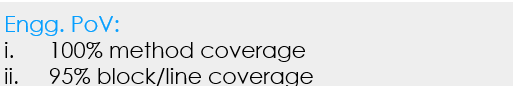 Engg. PoV:
i. 100% method coverage
ii. 95% block/line coverage